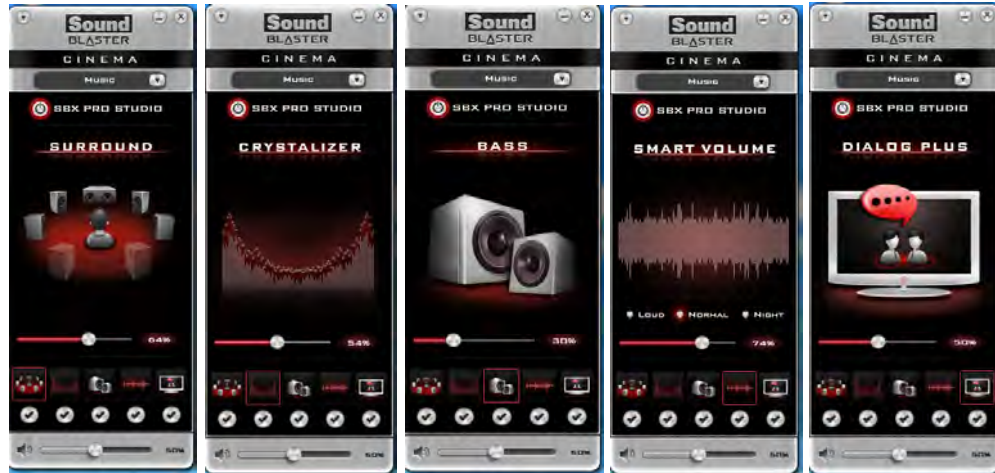 Sound
BLASTER
CINEMA
MUSIC
SBX PRO STUDIO
SURROUND
64%
50%
Sound
BLASTER
CINEMA
MUSIC
SBX PRO STUDIO
CRYSTALIZER
54%
50%
Sound
BLASTER
CINEMA
MUSIC
SBX PRO STUDIO
BASS
30%
50%
Sound
BLASTER
CINEMA
MUSIC
SBX PRO STUDIO
SMART VOLUME
LOUD NORMAL NIGHT
74%
50%
Sound
BLASTER
CINEMA
MUSIC
SBX PRO STUDIO
DIALOG PLUS
50%
50%